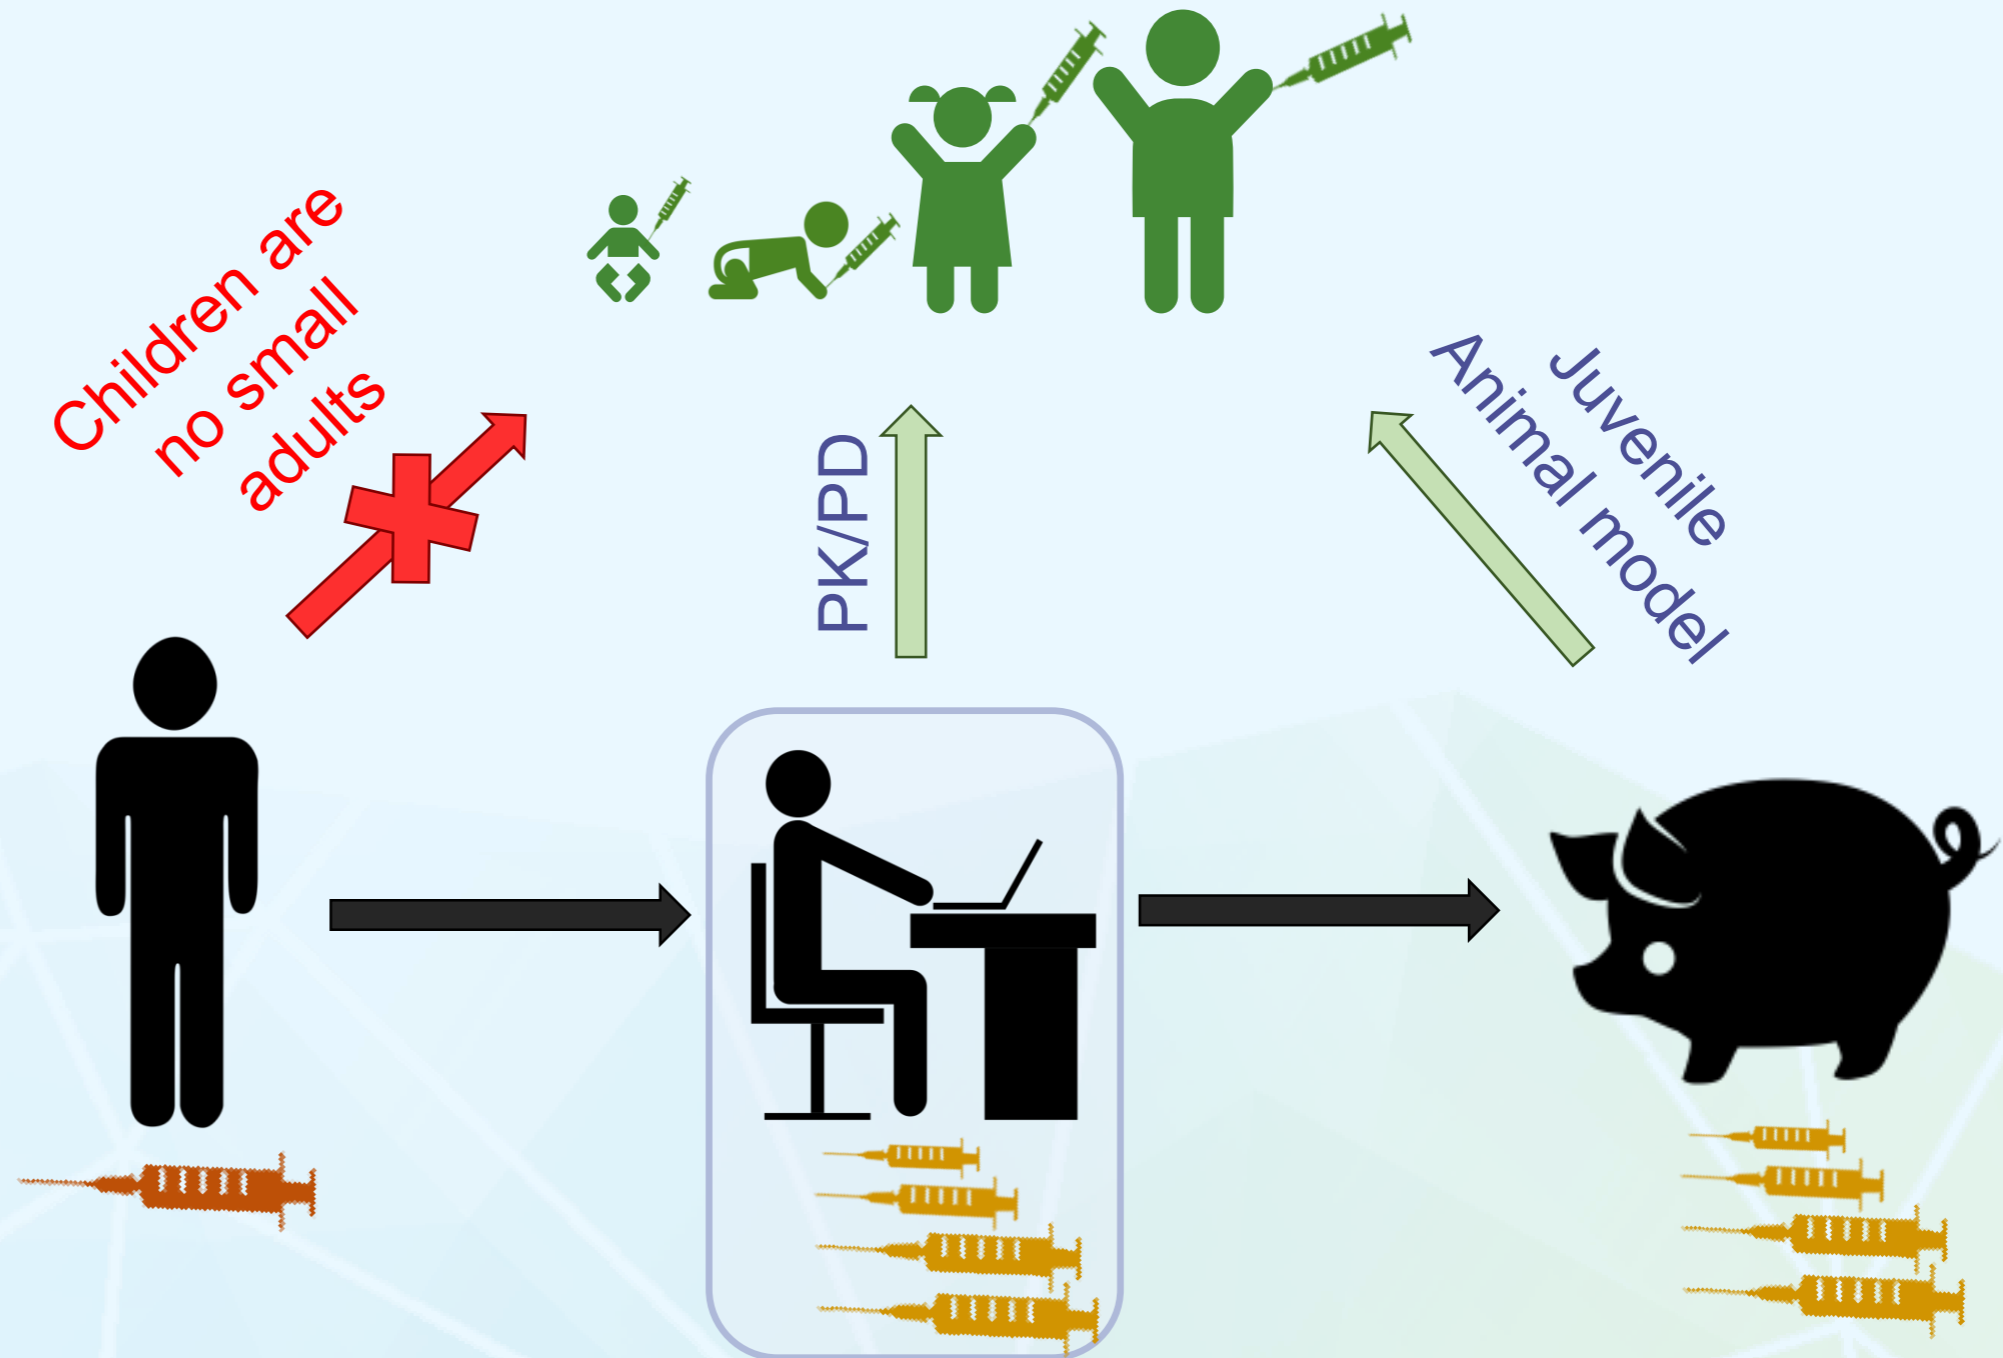 Children are
no small
adults
PK/PD
Juvenile
Animal model